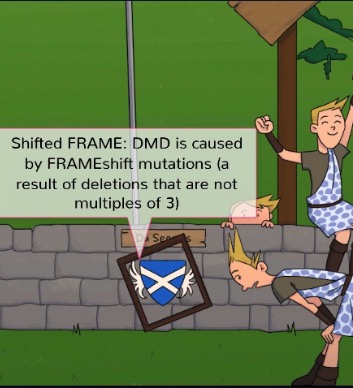 Shifted FRAME: DMD is caused
by FRAMEshift mutations (a
result of deletions that are not
multiples of 3)